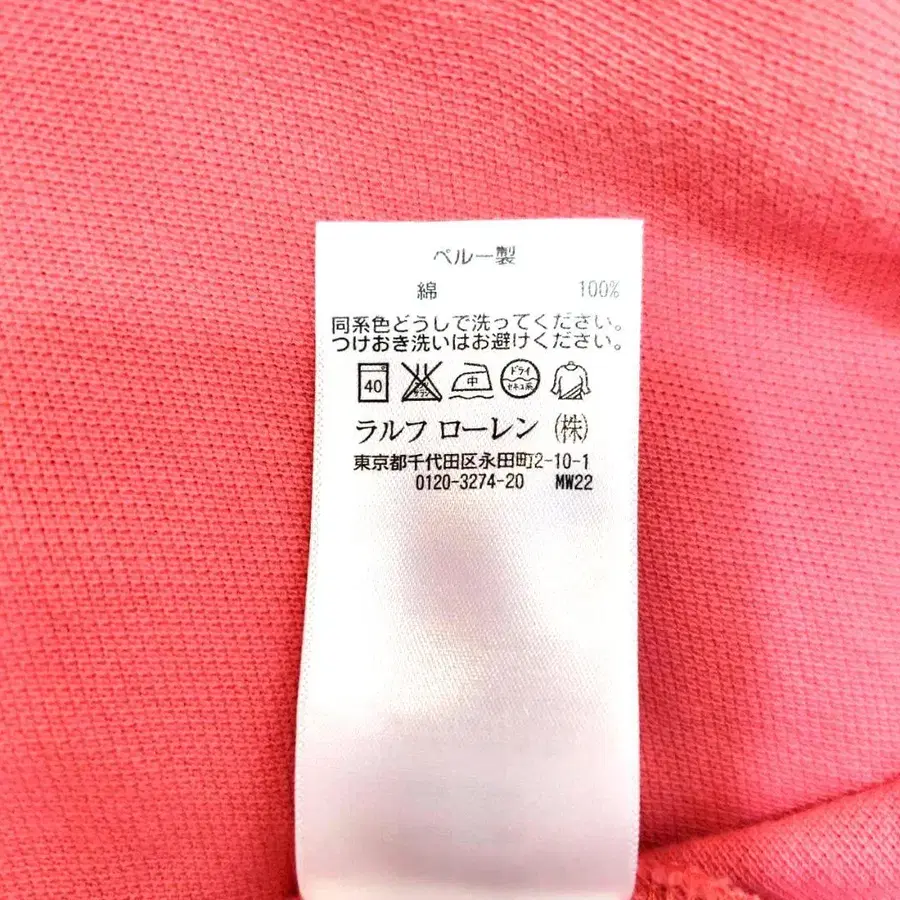 ペルー製
綿 100%
同系色どうしで洗ってください。
つけおき洗いはお避けください。
40 中 ドライ セキユ系
ラルフ ローレン (株)
東京都千代田区永田町2-10-1
0120-3274-20 MW22